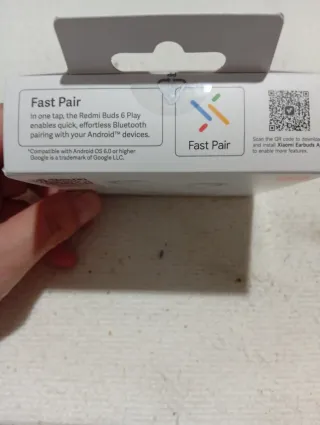 Fast Pair
In one tap, the Redmi Buds 6 Play
enables quick, effortless Bluetooth
pairing with your Android™ devices.
*Compatible with Android OS 6.0 or higher
Google is a trademark of Google LLC.
Fast Pair
Scan the QR code to download
and install Xiaomi Earbuds A
to enable more features.